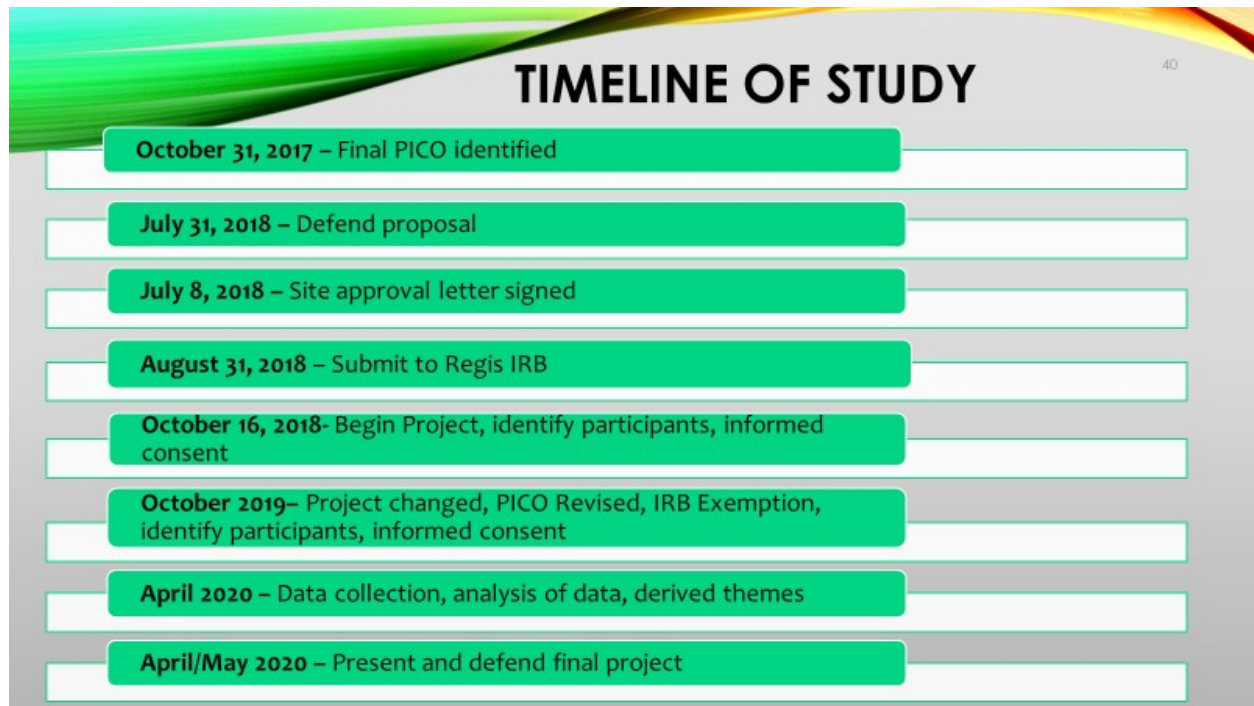 40
TIMELINE OF STUDY
October 31, 2017 – Final PICO identified
July 31, 2018 – Defend proposal
July 8, 2018 – Site approval letter signed
August 31, 2018 – Submit to Regis IRB
October 16, 2018- Begin Project, identify participants, informed
consent
October 2019– Project changed, PICO Revised, IRB Exemption,
identify participants, informed consent
April 2020 – Data collection, analysis of data, derived themes
April/May 2020 – Present and defend final project